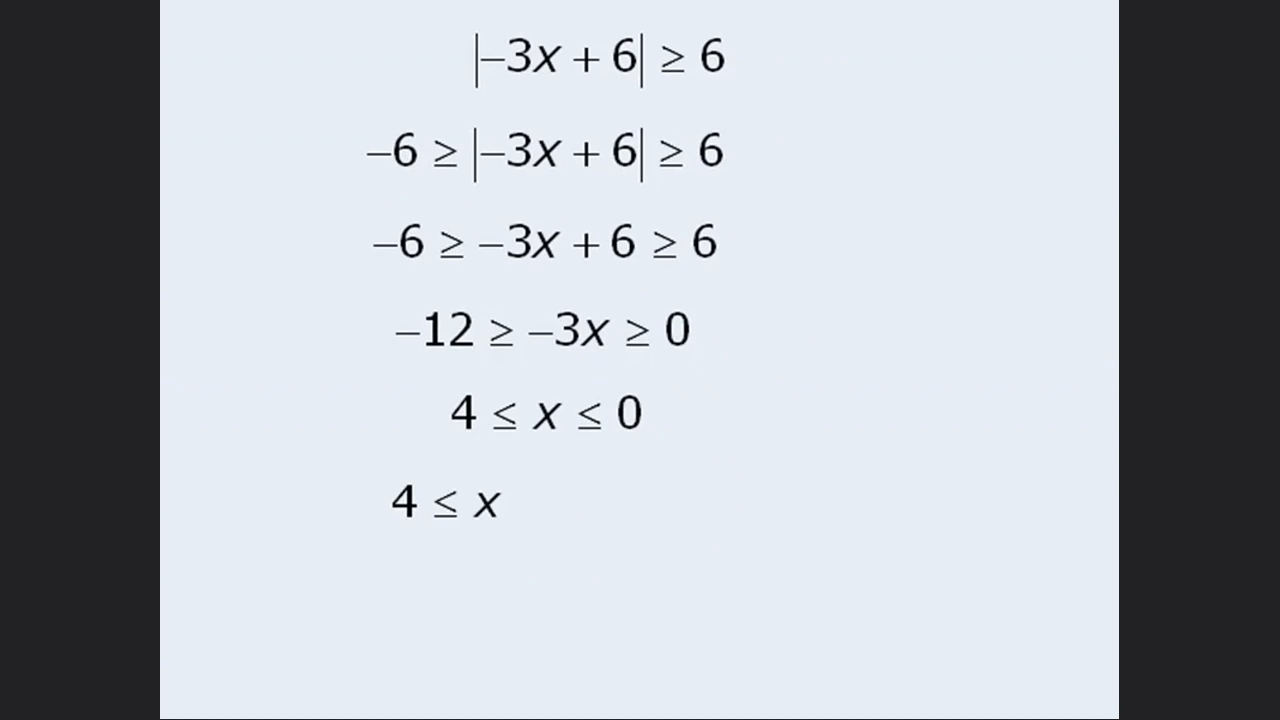 |−3x + 6| ≥ 6
−6 ≥ |−3x + 6| ≥ 6
−6 ≥ −3x + 6 ≥ 6
−12 ≥ −3x ≥ 0
4 ≤ x ≤ 0
4 ≤ x